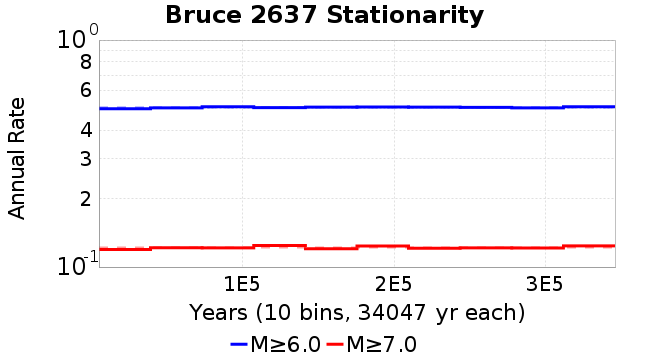 Bruce 2637 Stationarity
10^0
8
6
4
3
2
10^-1
Annual Rate
1E5 2E5 3E5
Years (10 bins, 34047 yr each)
M≥6.0 M≥7.0